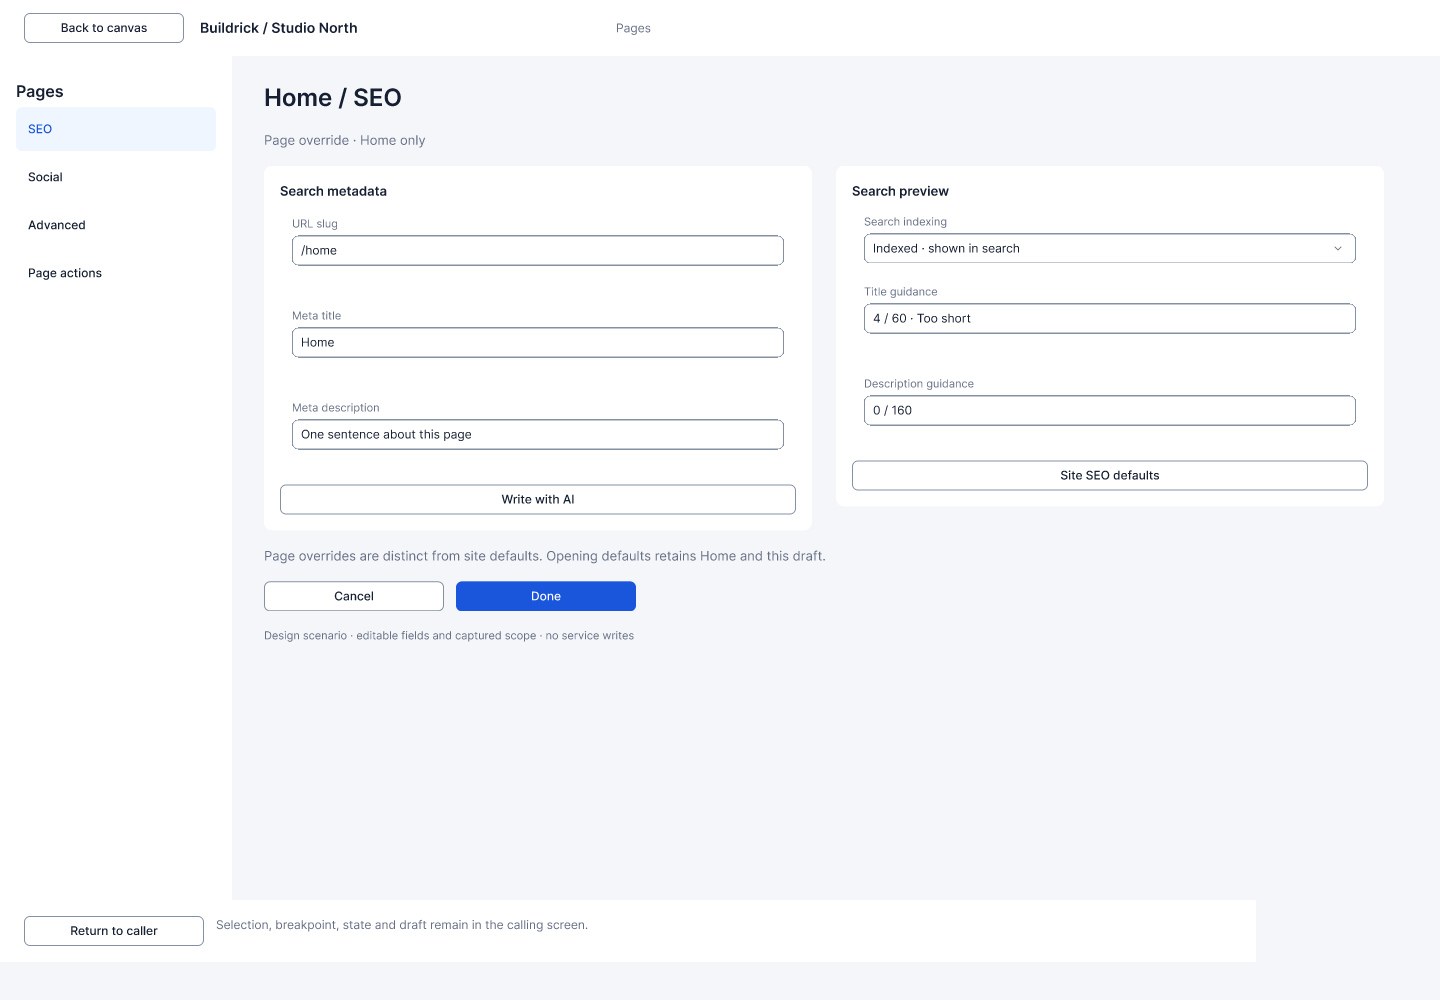 Back to canvas
Buildrick / Studio North
Pages
Pages
SEO
Social
Advanced
Page actions
Home / SEO
Page override · Home only
Search metadata
URL slug
/home
Meta title
Home
Meta description
One sentence about this page
Write with AI
Search preview
Search indexing
Indexed · shown in search
Title guidance
4 / 60 · Too short
Description guidance
0 / 160
Site SEO defaults
Page overrides are distinct from site defaults. Opening defaults retains Home and this draft.
Cancel
Done
Design scenario · editable fields and captured scope · no service writes
Return to caller
Selection, breakpoint, state and draft remain in the calling screen.